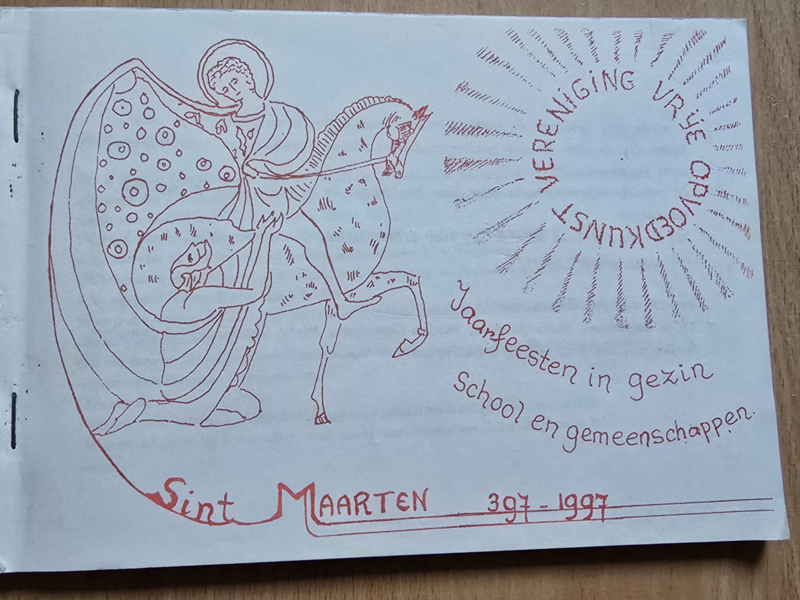 VERENIGING VRIJE OPVOEDKUNST
Jaarfeesten in gezin
school en gemeenschappen.
Sint MAARTEN 397-1997